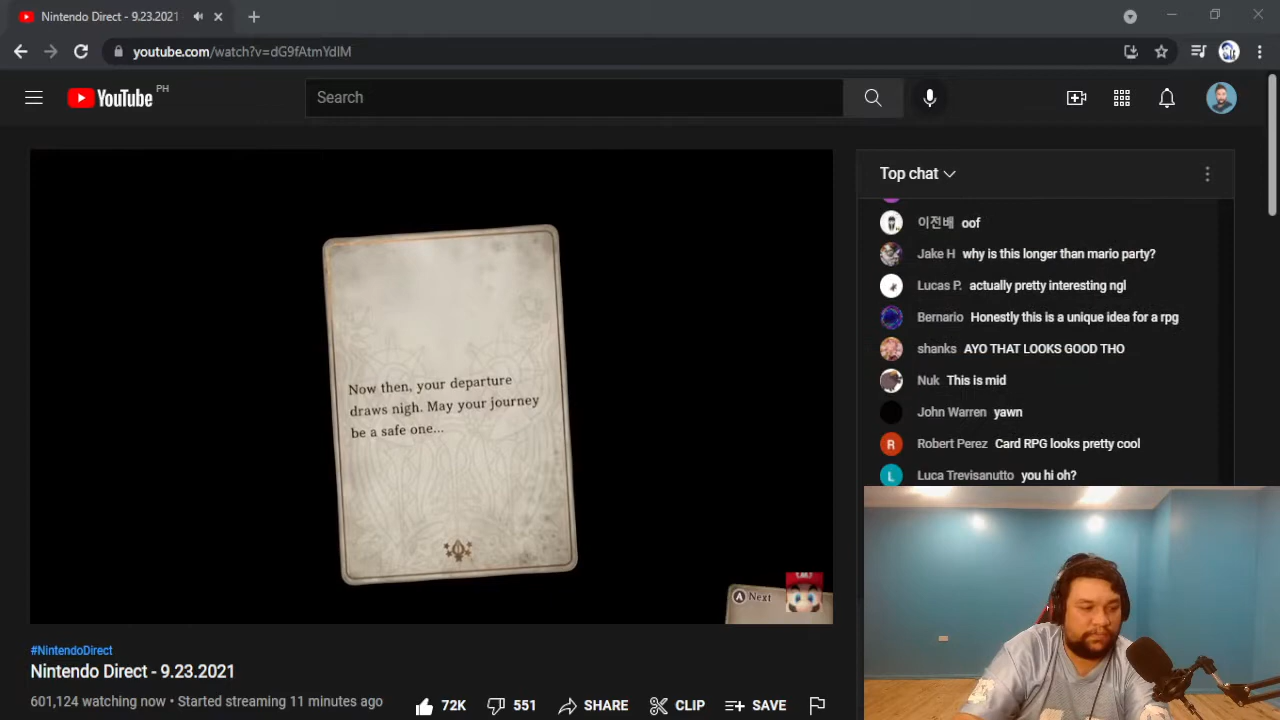 Nintendo Direct - 9.23.2021
youtube.com/watch?v=dG9fAtmYdIM
YouTube PH
Search
Top chat
이전배 oof
Jake H why is this longer than mario party?
Lucas P. actually pretty interesting ngl
Bernario Honestly this is a unique idea for a rpg
shanks AYO THAT LOOKS GOOD THO
Nuk This is mid
John Warren yawn
R Robert Perez Card RPG looks pretty cool
L Luca Trevisanutto you hi oh?
Now then, your departure
draws nigh. May your journey
be a safe one...
A Next
M
#NintendoDirect
Nintendo Direct - 9.23.2021
601,124 watching now • Started streaming 11 minutes ago
72K 551 SHARE CLIP SAVE